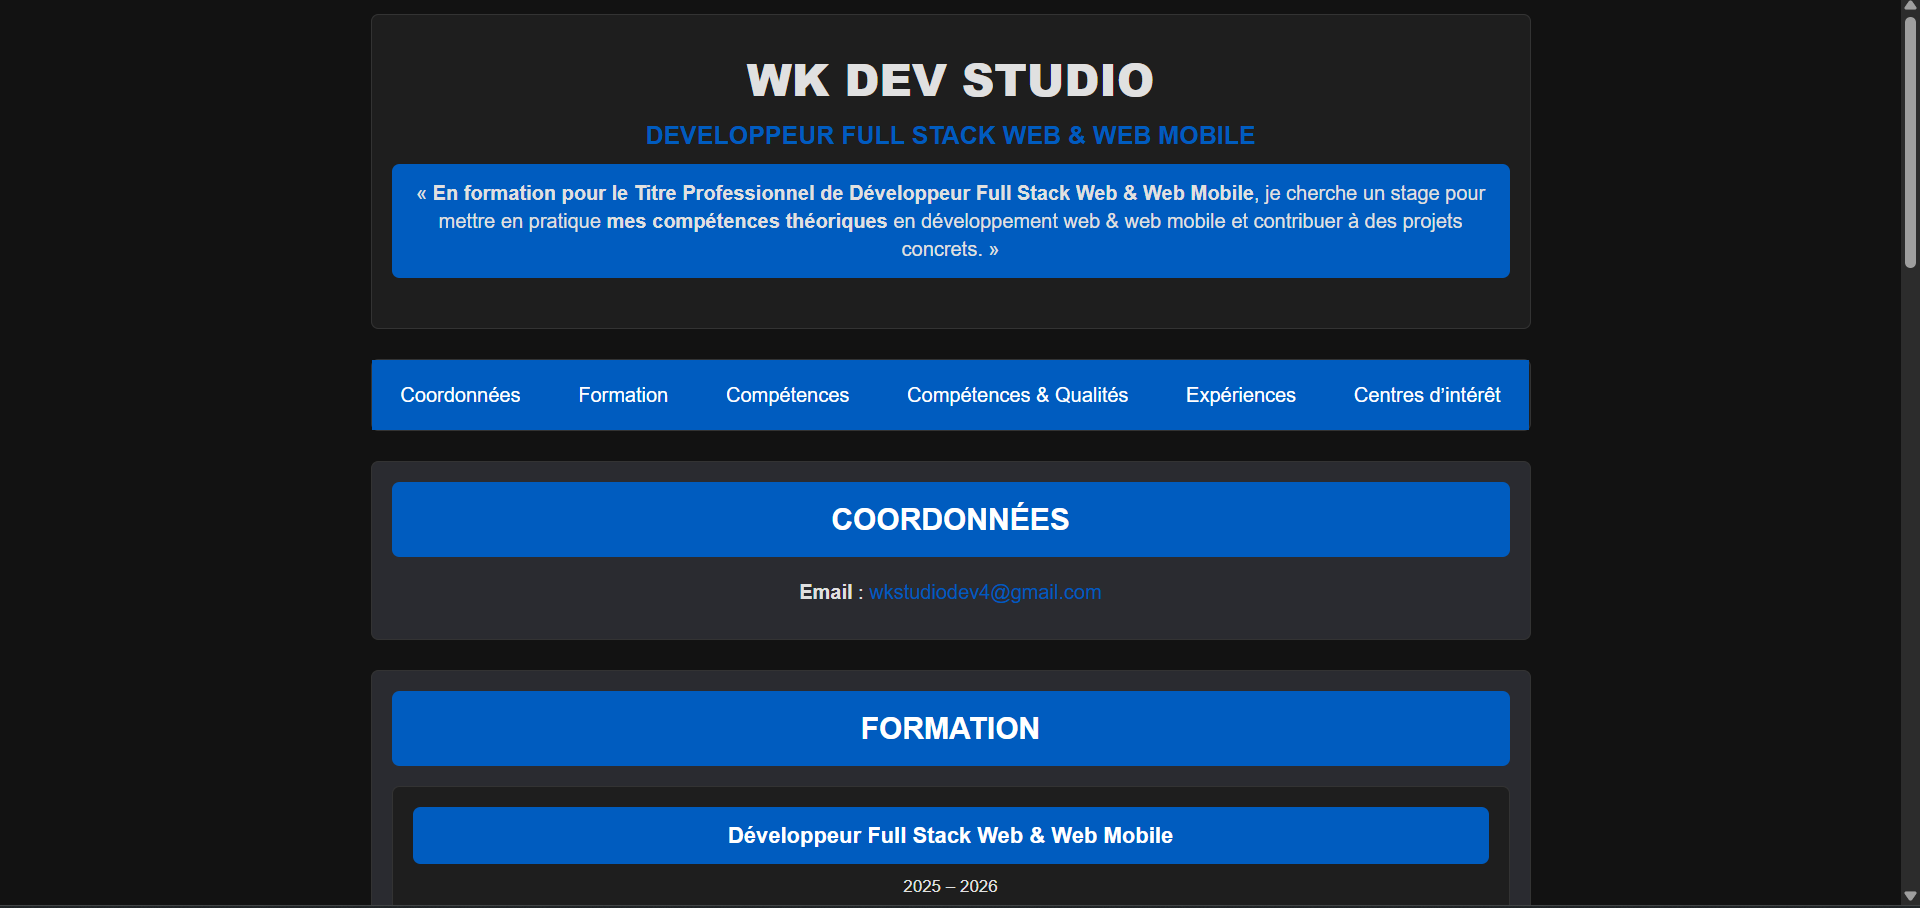 WK DEV STUDIO
DEVELOPPEUR FULL STACK WEB & WEB MOBILE
« En formation pour le Titre Professionnel de Développeur Full Stack Web & Web Mobile, je cherche un stage pour
mettre en pratique mes compétences théoriques en développement web & web mobile et contribuer à des projets
concrets. »
Coordonnées Formation Compétences Compétences & Qualités Expériences Centres d’intérêt
COORDONNÉES
Email : wkstudiodev4@gmail.com
FORMATION
Développeur Full Stack Web & Web Mobile
2025 – 2026